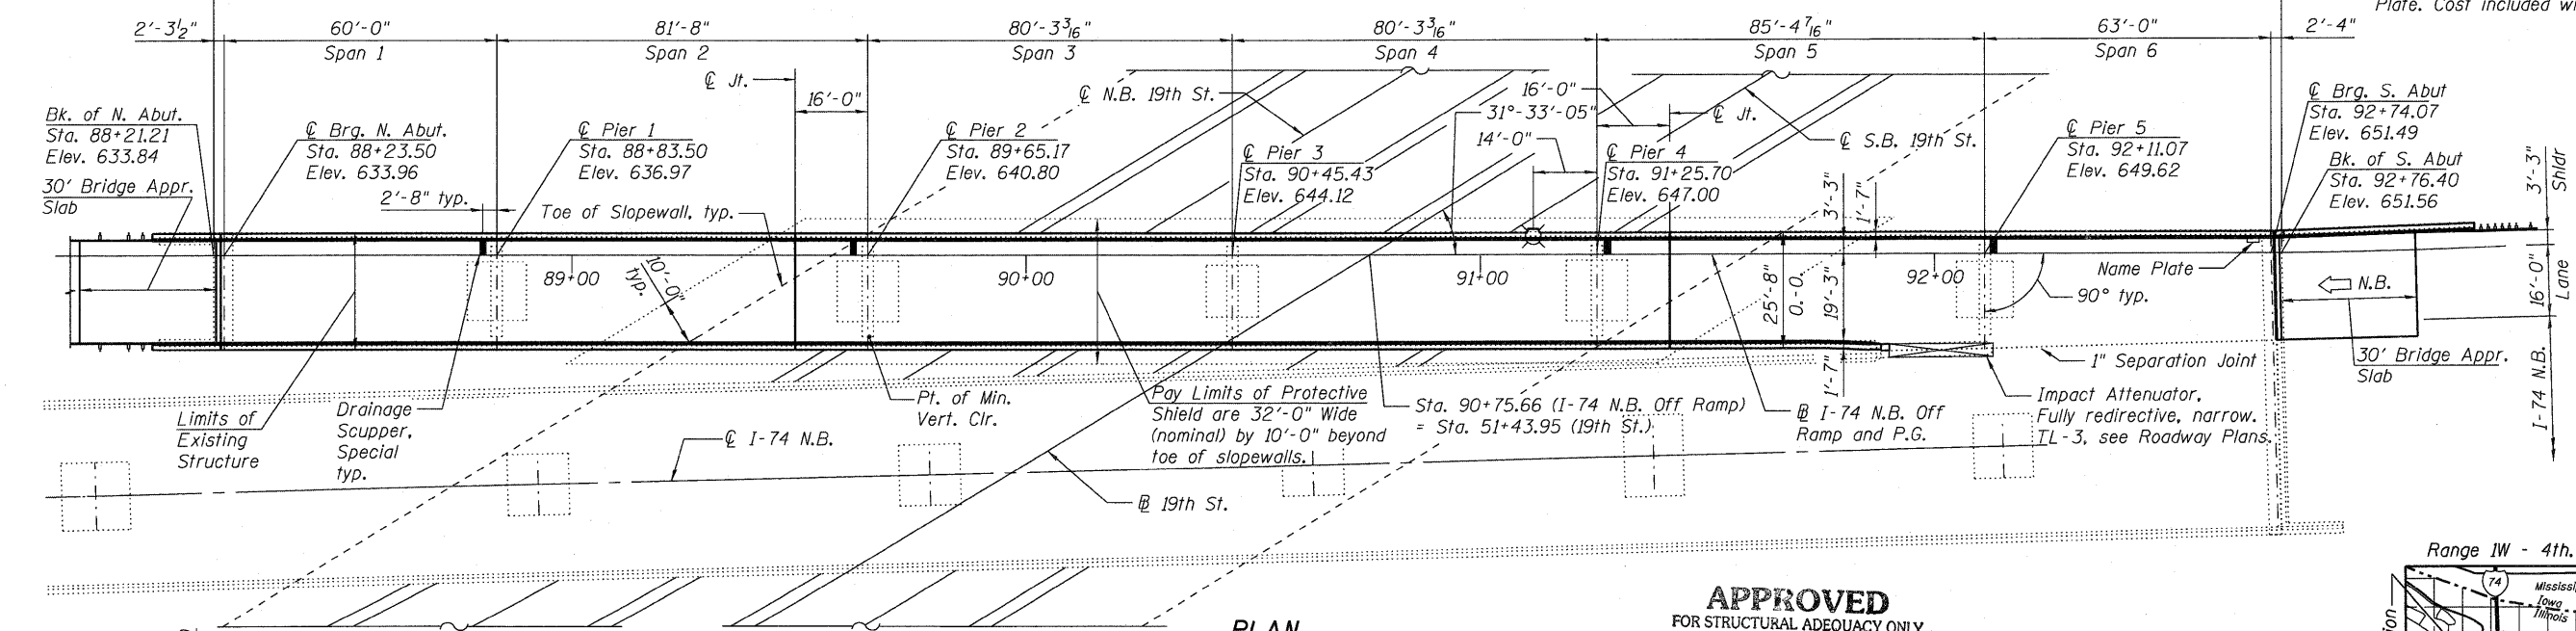 Plate. Cost included w
2'-3½"
60'-0"
Span 1
81'-8"
Span 2
80'-3 3/16"
Span 3
80'-3 3/16"
Span 4
85'-4 7/16"
Span 5
63'-0"
Span 6
2'-4"
℄ Jt.
16'-0"
℄ N.B. 19th St.
16'-0"
31°-33'-05"
14'-0"
℄ Jt.
℄ S.B. 19th St.
Bk. of N. Abut.
Sta. 88+21.21
Elev. 633.84
30' Bridge Appr.
Slab
℄ Brg. N. Abut.
Sta. 88+23.50
Elev. 633.96
2'-8" typ.
℄ Pier 1
Sta. 88+83.50
Elev. 636.97
Toe of Slopewall, typ.
℄ Pier 2
Sta. 89+65.17
Elev. 640.80
℄ Pier 3
Sta. 90+45.43
Elev. 644.12
℄ Pier 4
Sta. 91+25.70
Elev. 647.00
℄ Pier 5
Sta. 92+11.07
Elev. 649.62
℄ Brg. S. Abut
Sta. 92+74.07
Elev. 651.49
Bk. of S. Abut
Sta. 92+76.40
Elev. 651.56
3'-3"
Shldr
3'-3"
1'-7"
10'-0"
typ.
89+00
90+00
91+00
92+00
25'-8"
O.-O.
19'-3"
1'-7"
Name Plate
90° typ.
N.B.
16'-0"
Lane
I-74 N.B.
1" Separation Joint
30' Bridge Appr.
Slab
Limits of
Existing
Structure
Drainage
Scupper,
Special
typ.
℄ I-74 N.B.
Pt. of Min.
Vert. Clr.
Pay Limits of Protective
Shield are 32'-0" Wide
(nominal) by 10'-0" beyond
toe of slopewalls.
Sta. 90+75.66 (I-74 N.B. Off Ramp)
= Sta. 51+43.95 (19th St.)
⅊ I-74 N.B. Off
Ramp and P.G.
Impact Attenuator,
Fully redirective, narrow.
TL-3, see Roadway Plans.
⅊ 19th St.
Range 1W - 4th.
74
Mississi
Iowa
Illinois
PLAN
APPROVED
FOR STRUCTURAL ADEQUACY ONLY